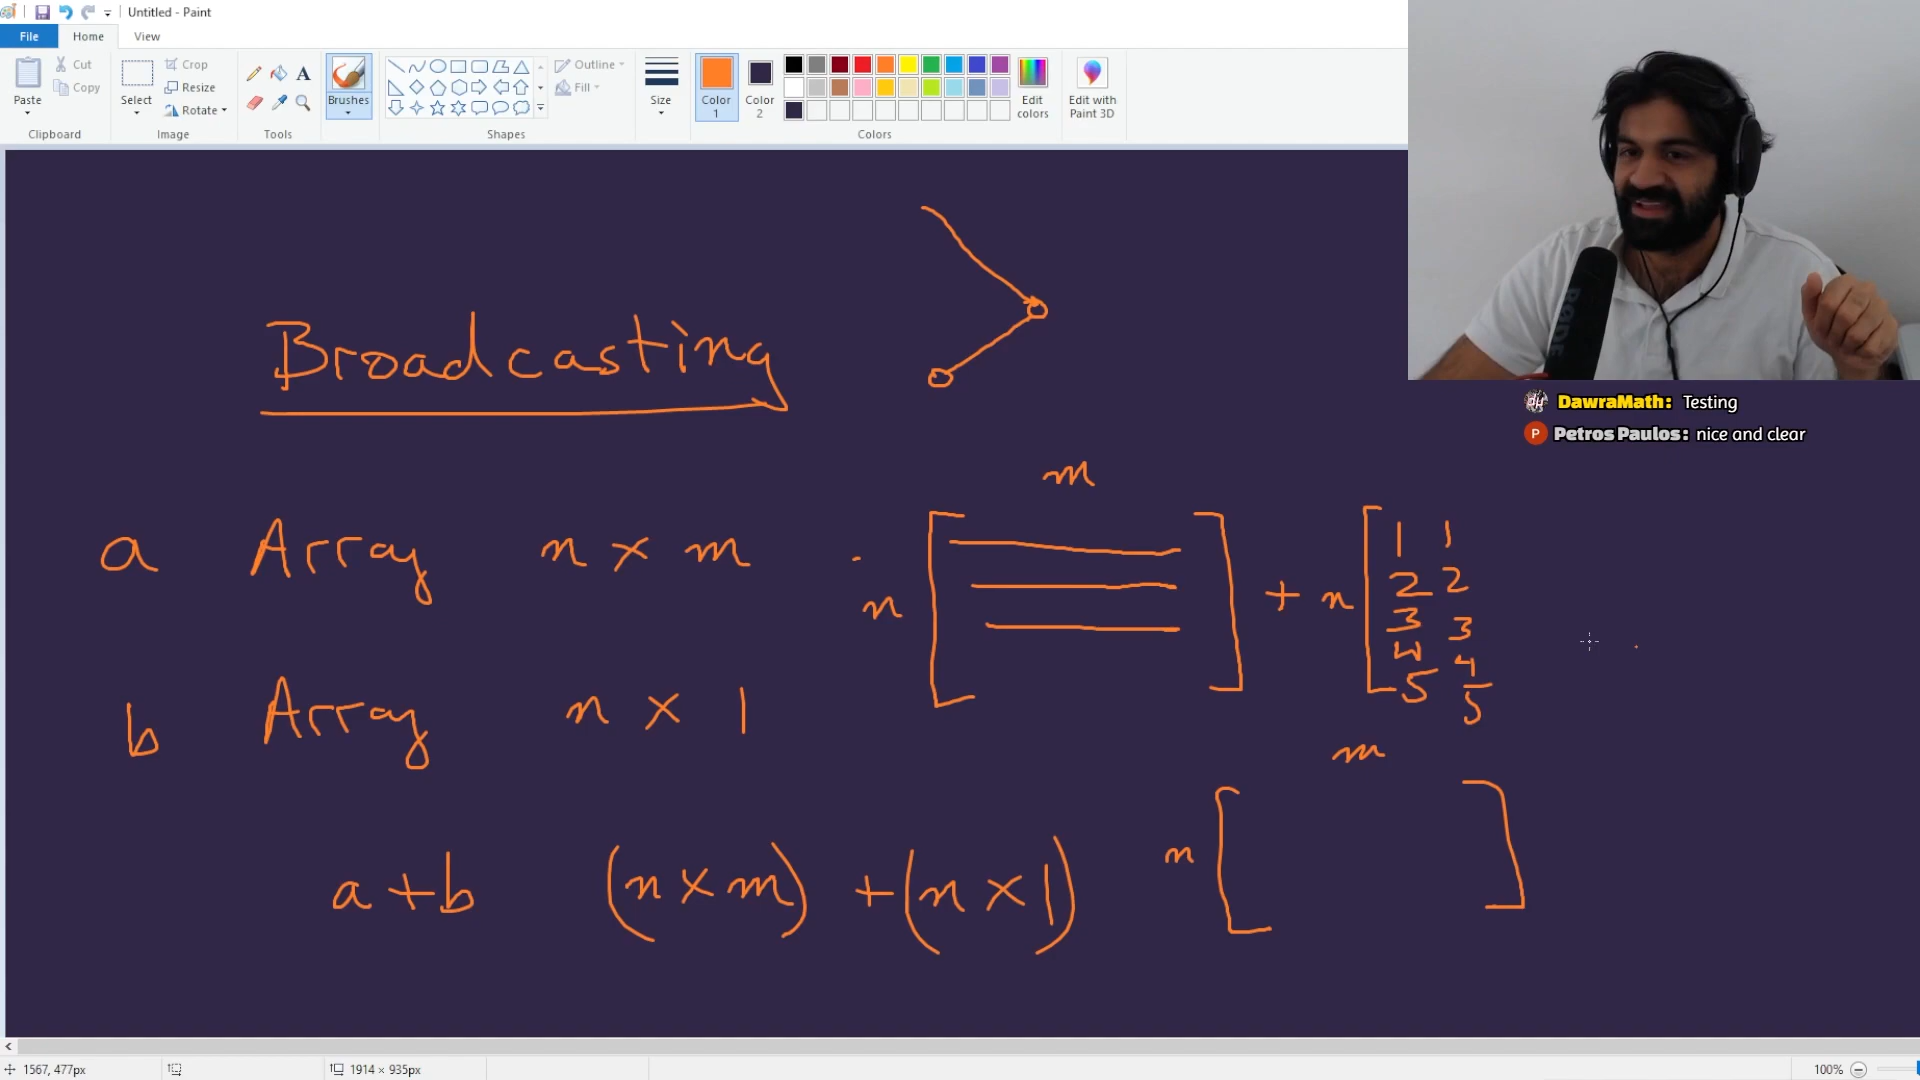 Untitled - Paint
File Home View
Paste
Cut
Copy
Clipboard
Select
Crop
Resize
Rotate
Image
A
Tools
Brushes
Outline
Fill
Shapes
Size
Color 1
Color 2
Edit colors
Colors
Edit with Paint 3D
DawraMath: Testing
P Petros Paulos: nice and clear
Broadcasting
m
a Array n × m
n
+ n
1 1
2 2
3 3
4 4
5 5
b Array n × 1
m
n
a + b (n × m) + (n × 1)
1567, 477px
1914 × 935px
100%